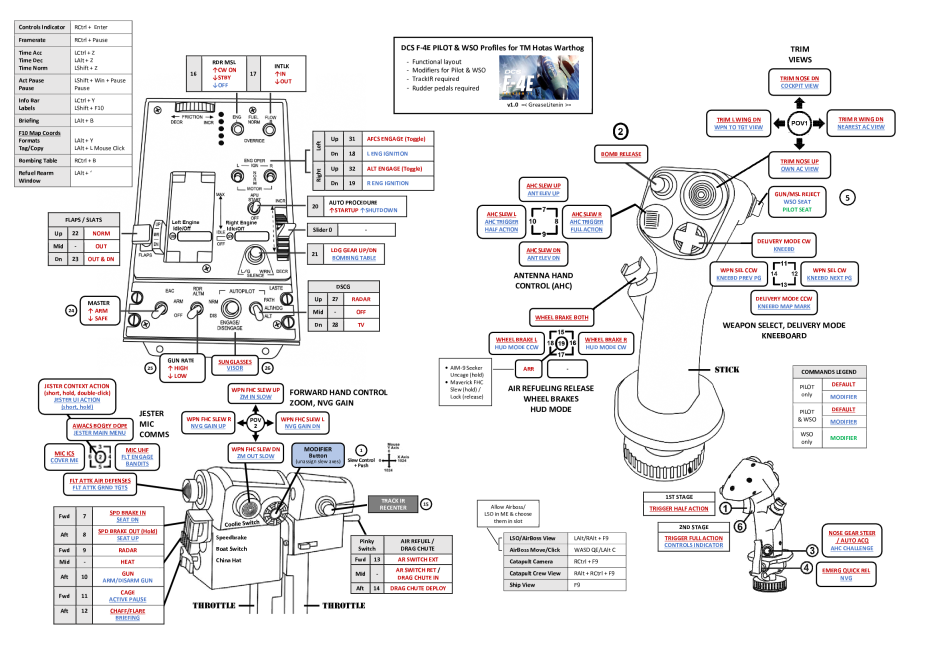 Controls Indicator RCtrl + Enter
Framerate RCtrl + Pause
Time Acc LCtrl + Z
Time Dec LAlt + Z
Time Norm LShift + Z
Act Pause LShift + Win + Pause
Pause Pause
Info Bar LCtrl + Y
Labels LShift + F10
Briefing LAlt + B
F10 Map Coords
Formats LAlt + Y
Tag/Copy LAlt + L Mouse Click
Bombing Table RCtrl + B
Refuel Rearm LAlt + '
Window
16 RDR MSL
↑CW ON
↓STBY
↓OFF
17 INTLK
↑IN
↓OUT
DCS F-4E PILOT & WSO Profiles for TM Hotas Warthog
- Functional layout
- Modifiers for Pilot & WSO
- TrackIR required
- Rudder pedals required
DCS
F-4E
v1.0 =< GreaseLitenin >=
TRIM
VIEWS
TRIM NOSE DN
COCKPIT VIEW
TRIM L WING DN
WPN TO TGT VIEW
POV1
TRIM R WING DN
NEAREST AC VIEW
TRIM NOSE UP
OWN AC VIEW
2
BOMB RELEASE
GUN/MSL REJECT
WSO SEAT
PILOT SEAT
5
FRICTION
DECR INCR
ENG L
FUEL NORM
FLOW R
OVERRIDE
ENG OPER
L IGN R
MOTOR
APU START
OFF
MAX
IDLE
OFF
INCR
DECR
Left Engine Idle/Off
Right Engine Idle/Off
FLAPS
L/G WRN
SILENCE
EAC
RDR ALTM
ARM
OFF
NRM
DIS
AUTOPILOT
ENGAGE/
DISENGAGE
LASTE
PATH
ALT/HDG
ALT
Left Up 31 AFCS ENGAGE (Toggle)
Dn 18 L ENG IGNITION
Right Up 32 ALT ENGAGE (Toggle)
Dn 19 R ENG IGNITION
20 AUTO PROCEDURE
↑STARTUP ↑SHUTDOWN
Slider 0 -
21 LDG GEAR UP/DN
BOMBING TABLE
DSCG
Up 27 RADAR
Mid - OFF
Dn 28 TV
FLAPS / SLATS
Up 22 NORM
Mid - OUT
Dn 23 OUT & DN
24
MASTER
↑ ARM
↓ SAFE
25
GUN RATE
↑ HIGH
↓ LOW
SUNGLASSES
VISOR
26
ANT SLEW UP
ANT ELEV UP
AHC SLEW L
AHC TRIGGER
HALF ACTION
7
10 8
9
AHC SLEW R
AHC TRIGGER
FULL ACTION
AHC SLEW DN
ANT ELEV DN
ANTENNA HAND
CONTROL (AHC)
DELIVERY MODE CW
KNEEBD
WPN SEL CCW
KNEEBD PREV PG
11
14 12
13
WPN SEL CW
KNEEBD NEXT PG
DELIVERY MODE CCW
KNEEBD MAP MARK
WEAPON SELECT, DELIVERY MODE
KNEEBOARD
WHEEL BRAKE BOTH
WHEEL BRAKE L
HUD MODE CCW
15
18 19 16
17
WHEEL BRAKE R
HUD MODE CW
• AIM-9 Seeker Uncage (hold)
• Maverick FHC Slew (hold) / Lock (release)
ARR -
AIR REFUELING RELEASE
WHEEL BRAKES
HUD MODE
STICK
COMMANDS LEGEND
PILOT only DEFAULT
MODIFIER
PILOT & WSO DEFAULT
MODIFIER
WSO only MODIFIER
JESTER CONTEXT ACTION
(short, hold, double-click)
JESTER UI ACTION
(short, hold)
JESTER
MIC
COMMS
AWACS BOGEY DOPE
JESTER MAIN MENU
MIC ICS
COVER ME
MIC UHF
FLT ENGAGE
BANDITS
FLT ATTK AIR DEFENSES
FLT ATTK GRND TGTS
WPN FHC SLEW UP
ZM IN SLOW
FORWARD HAND CONTROL
ZOOM, NVG GAIN
WPN FHC SLEW R
NVG GAIN UP
POV
2
WPN FHC SLEW L
NVG GAIN DN
WPN FHC SLEW DN
ZM OUT SLOW
MODIFIER
Button
(unassign slew axes)
1
Slew Control
+ Push
Mouse
Y Axis
X Axis
1024
1024
TRACK IR
RECENTER
15
Coolie Switch
Speedbrake
Boat Switch
China Hat
Fwd 7 SPD BRAKE IN
SEAT DN
Aft 8 SPD BRAKE OUT (Hold)
SEAT UP
Fwd 9 RADAR
Mid - HEAT
Aft 10 GUN
ARM/DISARM GUN
Fwd 11 CAGE
ACTIVE PAUSE
Aft 12 CHAFF/FLARE
BRIEFING
THROTTLE THROTTLE
Pinky Switch AIR REFUEL / DRAG CHUTE
Fwd 13 AR SWITCH EXT
Mid - AR SWITCH RET / DRAG CHUTE IN
Aft 14 DRAG CHUTE DEPLOY
Allow Airboss/
LSO in ME & choose
them in slot
LSO/AirBoss View LAlt/RAlt + F9
AirBoss Move/Click WASD QE/LAlt C
Catapult Camera RCtrl + F9
Catapult Crew View RAlt + RCtrl + F9
Ship View F9
1ST STAGE
TRIGGER HALF ACTION
2ND STAGE
TRIGGER FULL ACTION
CONTROLS INDICATOR
1
6
3
4
NOSE GEAR STEER
/ AUTO ACQ
AHC CHALLENGE
EMERG QUICK REL
NVG